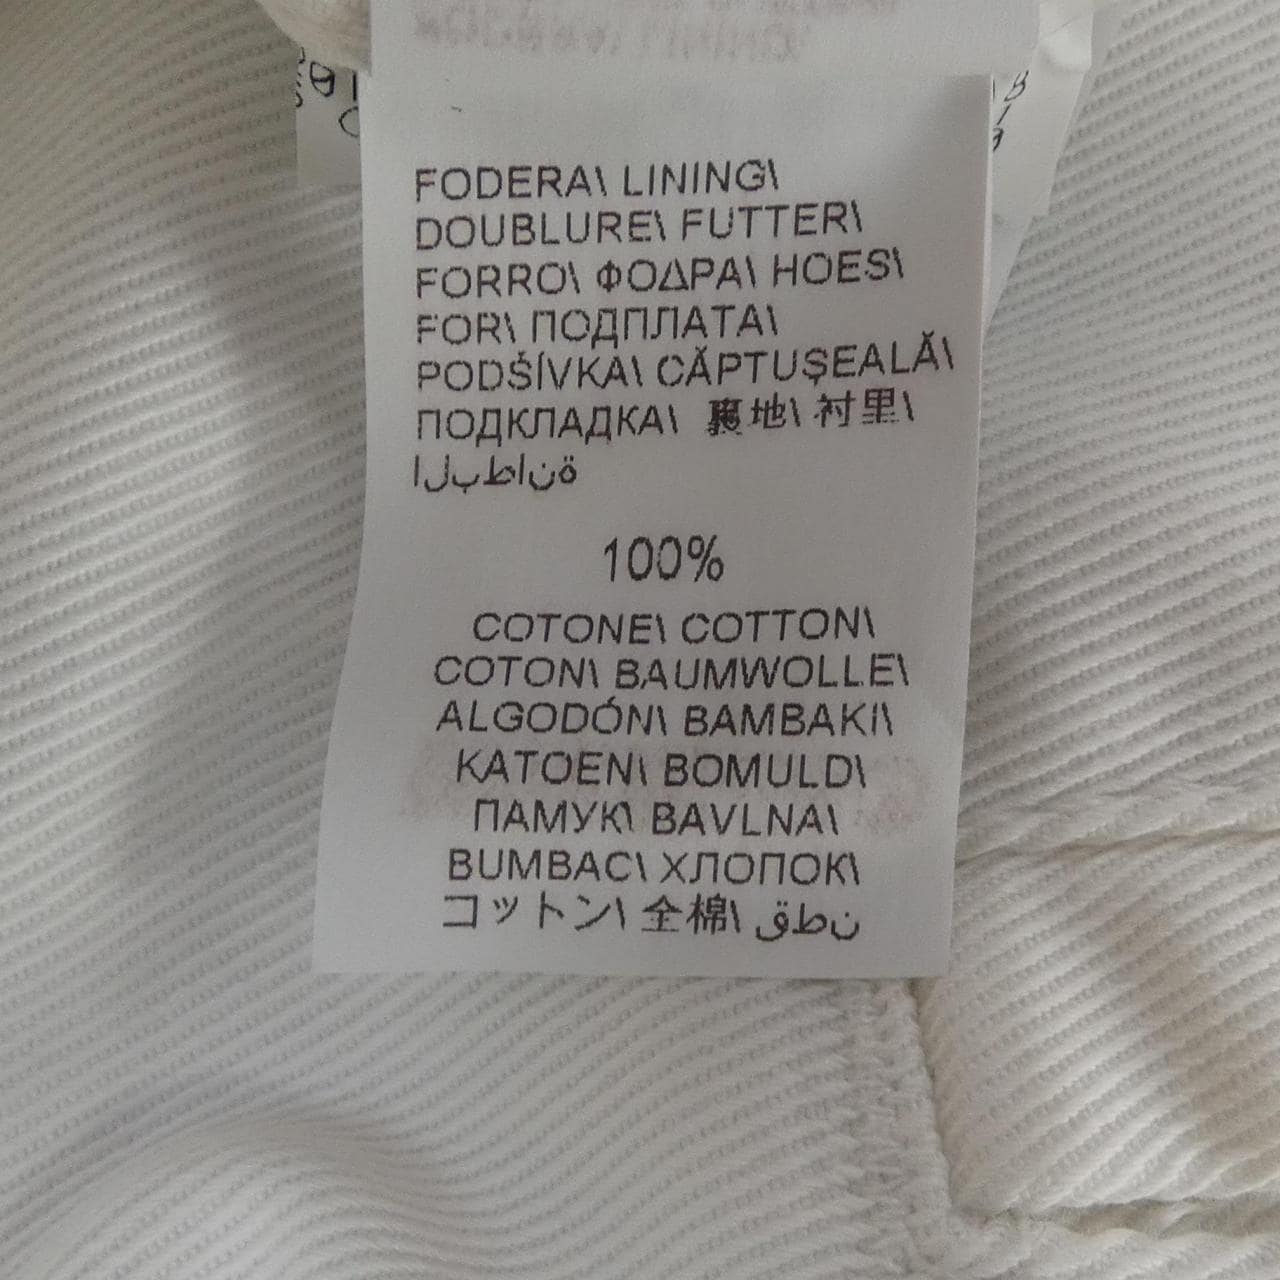 FODERA\ LINING\
DOUBLURE\ FUTTER\
FORRO\ ΦΟΔΡΑ\ HOES\
FOR\ ПОДПЛАТА\
PODŠÍVKA\ CĂPTUŞEALĂ\
ПОДКЛАДКА\ 裏地\ 衬里\
البطانة
100%
COTONE\ COTTON\
COTON\ BAUMWOLLE\
ALGODÓN\ BAMBAKI\
KATOEN\ BOMULD\
ПАМУК\ BAVLNA\
BUMBAC\ ХЛОПОК\
コットン\ 全棉\ قطن